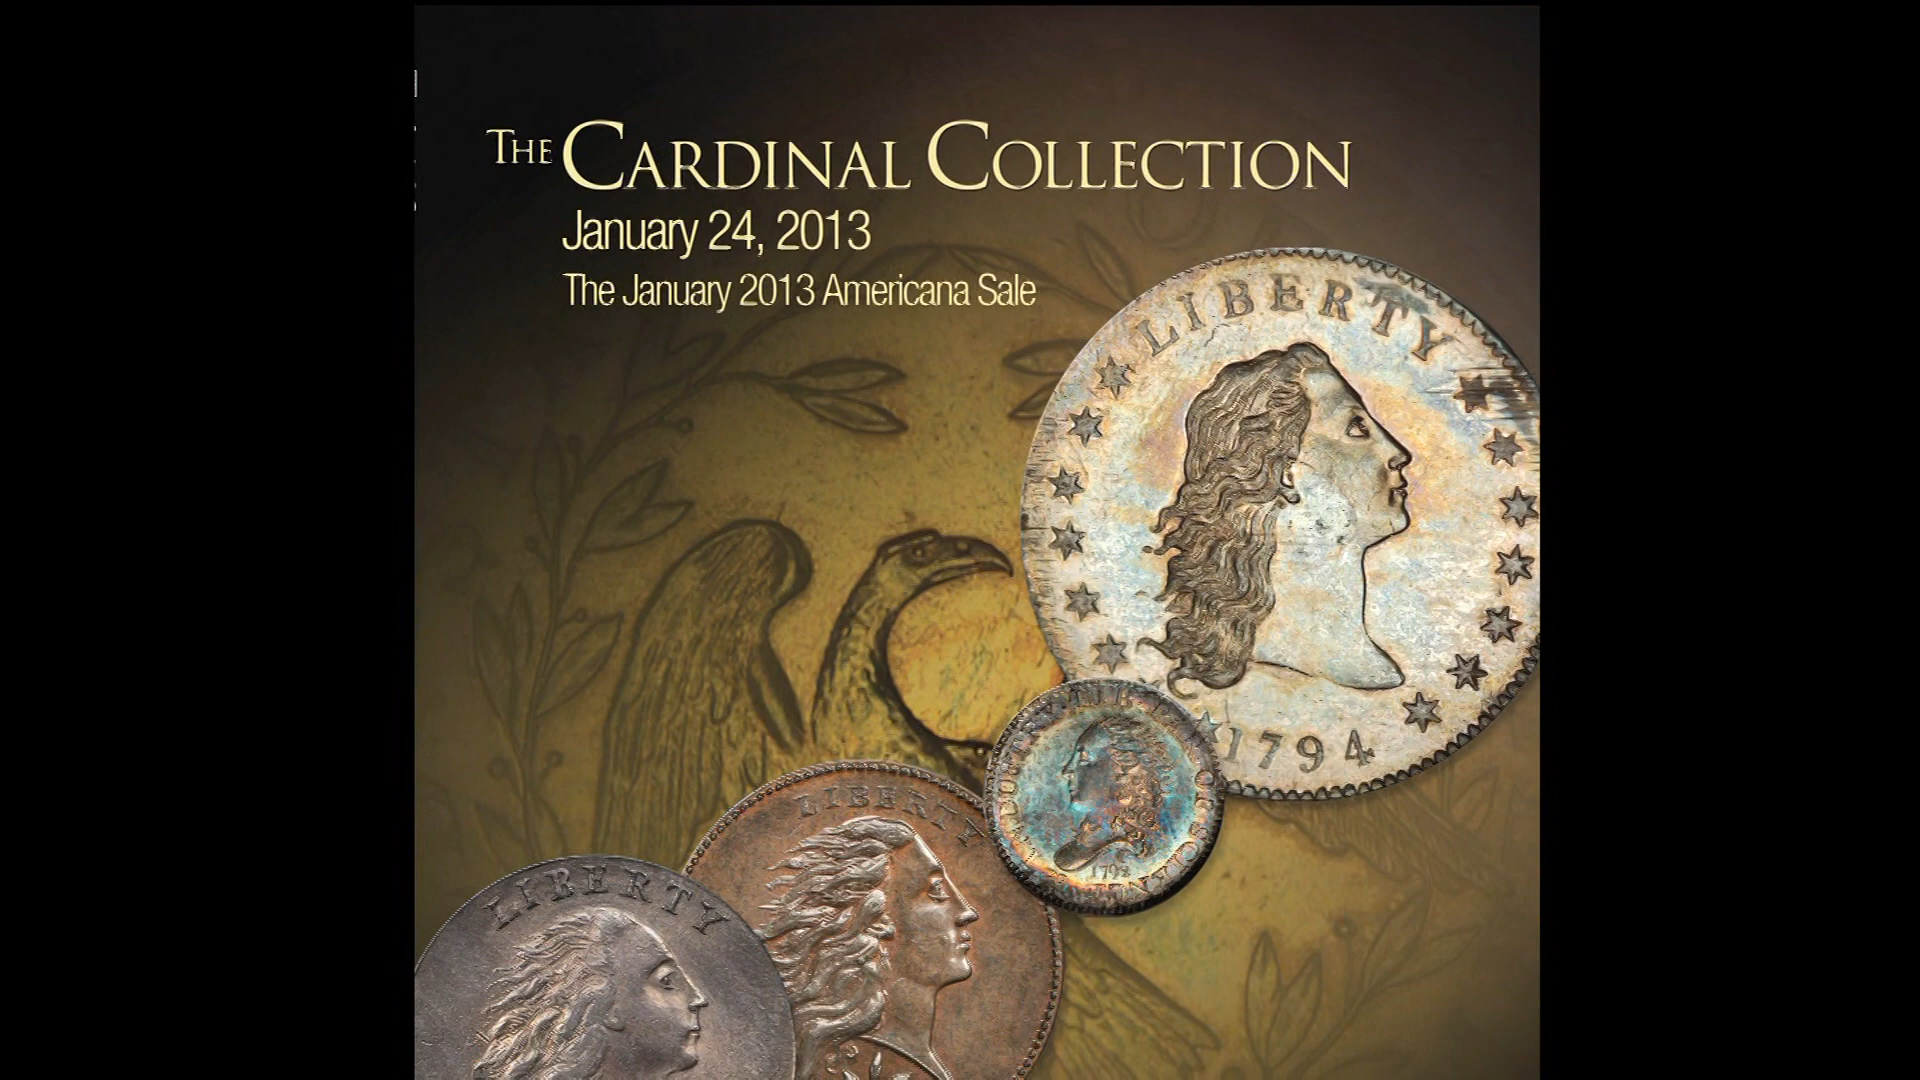 THE CARDINAL COLLECTION
January 24, 2013
The January 2013 Americana Sale
LIBERTY
1794
LIBERTY
LIBERTY